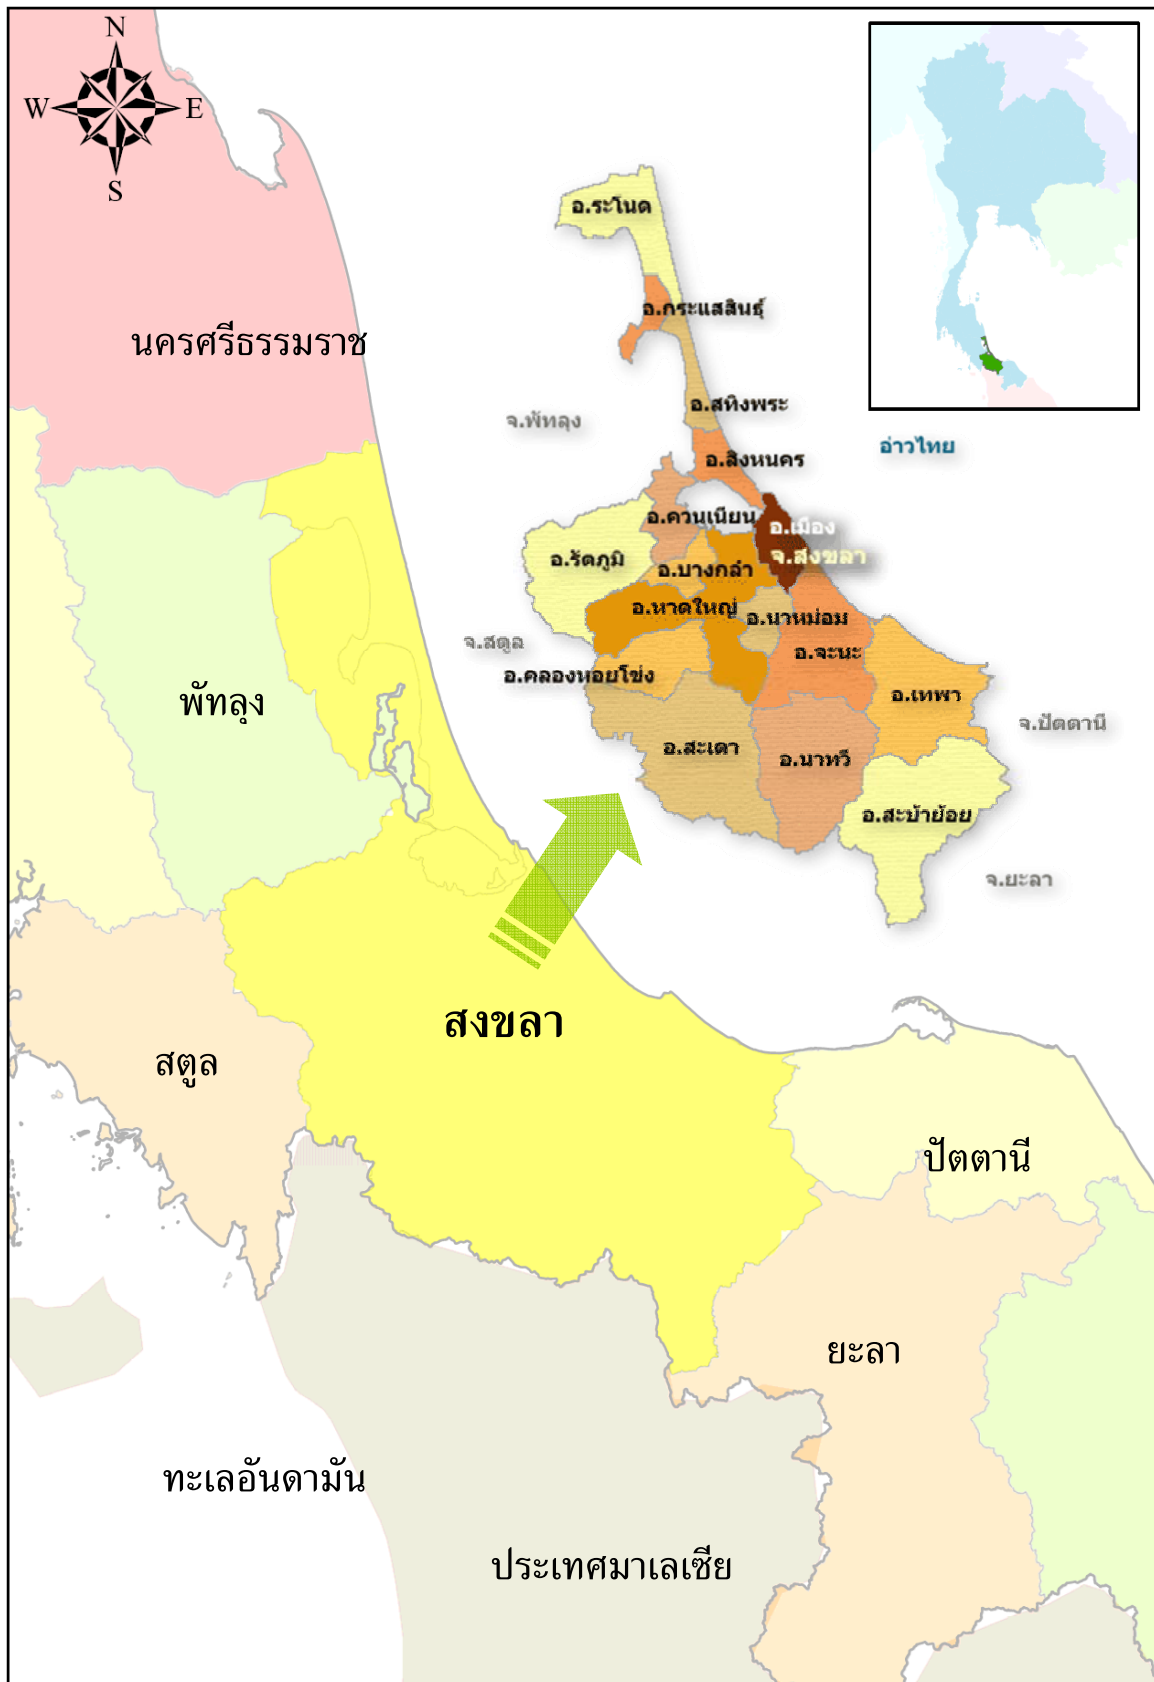 N
W E
S
อ.ระโนด
อ.กระแสสินธุ์
นครศรีธรรมราช
อ.สทิงพระ
จ.พัทลุง
อ่าวไทย
อ.สิงหนคร
อ.ควนเนียน
อ.เมือง
จ.สงขลา
อ.รัตภูมิ
อ.บางกล่ำ
อ.หาดใหญ่
อ.นาหม่อม
จ.สตูล
อ.จะนะ
อ.คลองหอยโข่ง
อ.เทพา
พัทลุง
จ.ปัตตานี
อ.สะเดา
อ.นาทวี
อ.สะบ้าย้อย
จ.ยะลา
สงขลา
สตูล
ปัตตานี
ยะลา
ทะเลอันดามัน
ประเทศมาเลเซีย